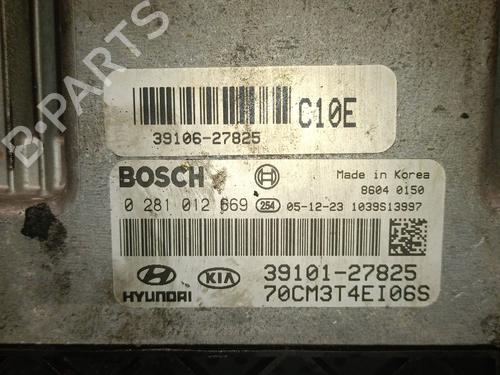 B-PARTS
39106-27825
C10E
BOSCH
Made in Korea
8604 0150
0 281 012 669 254 05-12-23 1039S13997
HYUNDAI KIA
39101-27825
70CM3T4EI06S